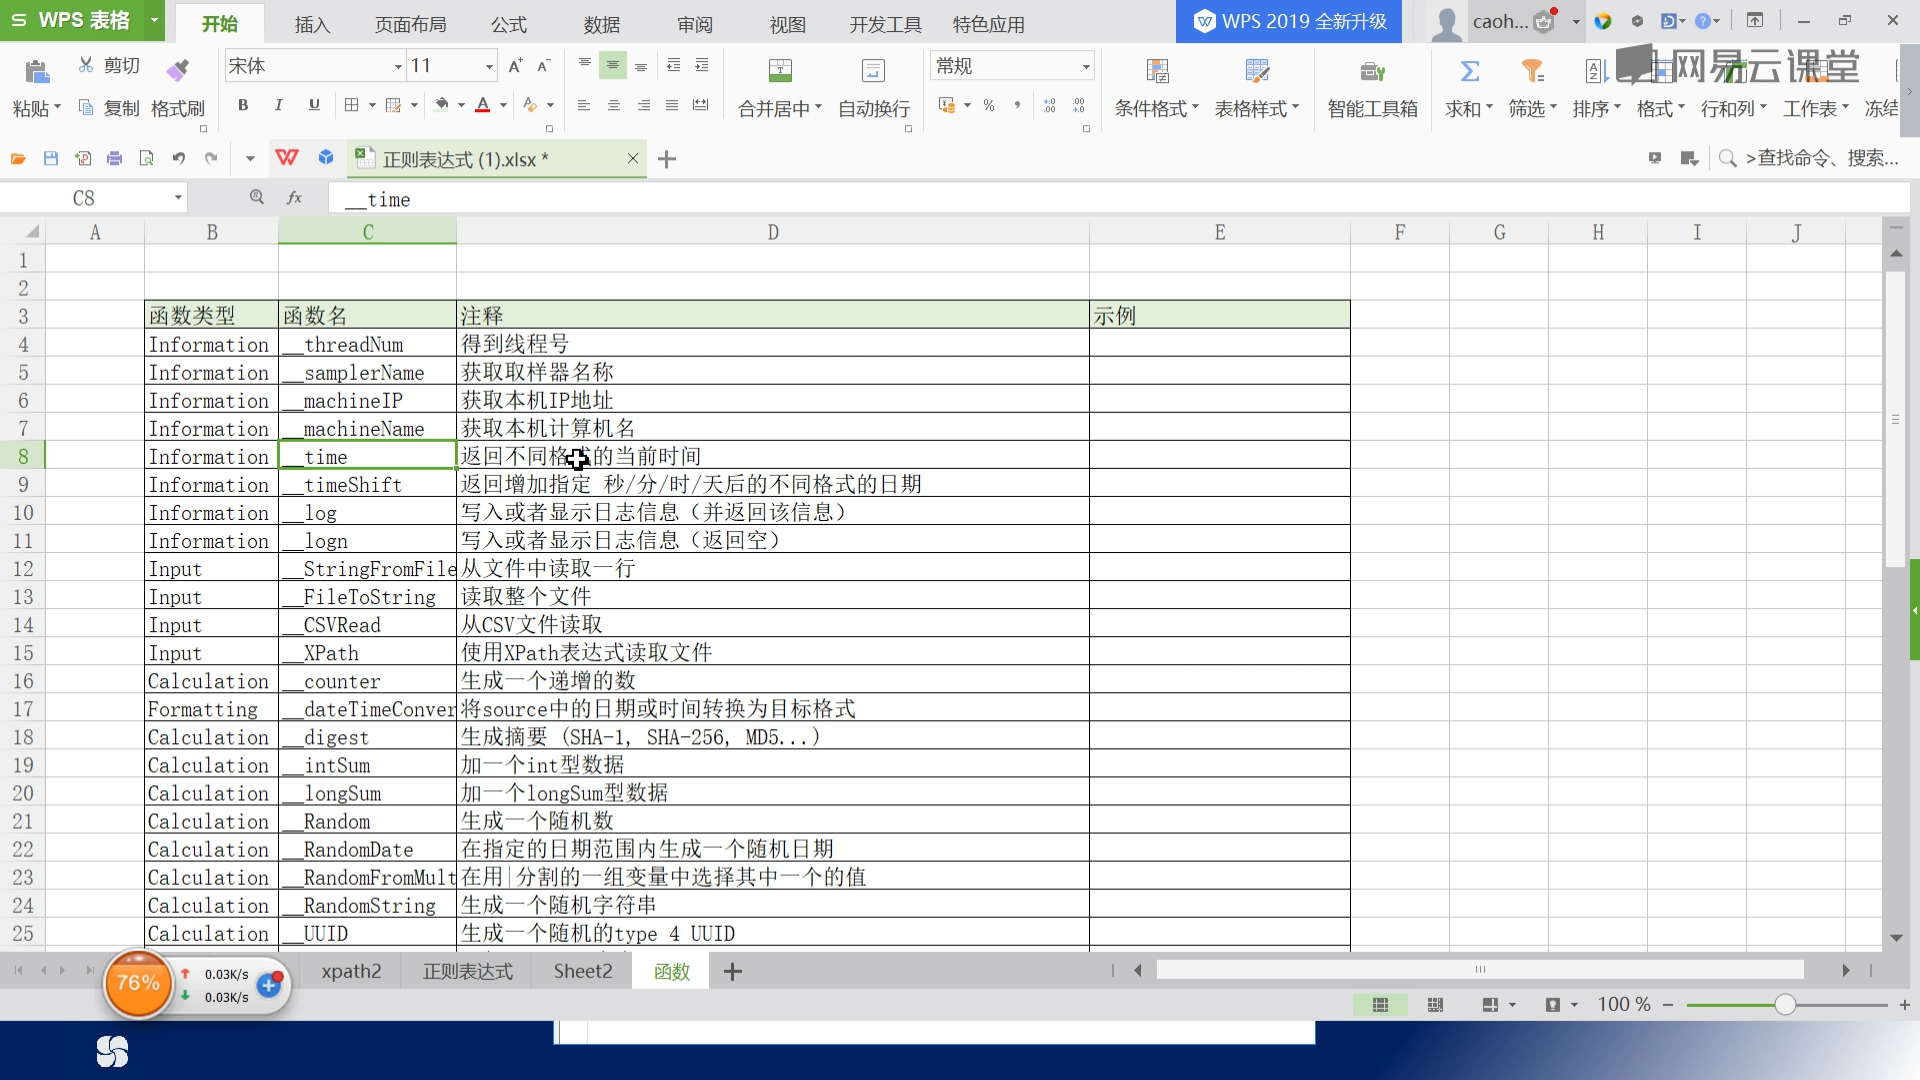 WPS 表格 开始 插入 页面布局 公式 数据 审阅 视图 开发工具 特色应用 WPS 2019 全新升级 caoh...
网易云课堂
粘贴 剪切 复制 格式刷 宋体 11 B I U 合并居中 自动换行 常规 % 条件格式 表格样式 智能工具箱 求和 筛选 排序 格式 行和列 工作表 冻结
正则表达式 (1).xlsx * >查找命令、搜索...
C8 fx __time
A B C D E F G H I J
1
2
3 函数类型 函数名 注释 示例
4 Information __threadNum 得到线程号
5 Information __samplerName 获取取样器名称
6 Information __machineIP 获取本机IP地址
7 Information __machineName 获取本机计算机名
8 Information __time 返回不同格式的当前时间
9 Information __timeShift 返回增加指定 秒/分/时/天后的不同格式的日期
10 Information __log 写入或者显示日志信息（并返回该信息）
11 Information __logn 写入或者显示日志信息（返回空）
12 Input __StringFromFile 从文件中读取一行
13 Input __FileToString 读取整个文件
14 Input __CSVRead 从CSV文件读取
15 Input __XPath 使用XPath表达式读取文件
16 Calculation __counter 生成一个递增的数
17 Formatting __dateTimeConver 将source中的日期或时间转换为目标格式
18 Calculation __digest 生成摘要 (SHA-1, SHA-256, MD5...)
19 Calculation __intSum 加一个int型数据
20 Calculation __longSum 加一个longSum型数据
21 Calculation __Random 生成一个随机数
22 Calculation __RandomDate 在指定的日期范围内生成一个随机日期
23 Calculation __RandomFromMult 在用|分割的一组变量中选择其中一个的值
24 Calculation __RandomString 生成一个随机字符串
25 Calculation __UUID 生成一个随机的type 4 UUID
76% 0.03K/s 0.03K/s xpath2 正则表达式 Sheet2 函数
100 %